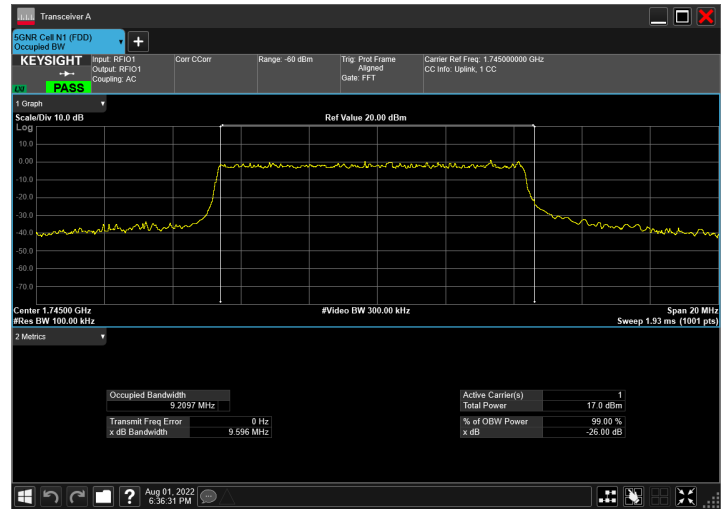 Transceiver A
5GNR Cell N1 (FDD)
Occupied BW
KEYSIGHT
LXI
PASS
Input: RFIO1
Output: RFIO1
Coupling: AC
Corr CCorr
Range: -60 dBm
Trig: Prot Frame
Aligned
Gate: FFT
Carrier Ref Freq: 1.745000000 GHz
CC Info: Uplink, 1 CC
1 Graph
Scale/Div 10.0 dB
Ref Value 20.00 dBm
Log
10.0
0.00
-10.0
-20.0
-30.0
-40.0
-50.0
-60.0
-70.0
Center 1.74500 GHz
#Video BW 300.00 kHz
Span 20 MHz
#Res BW 100.00 kHz
Sweep 1.93 ms (1001 pts)
2 Metrics
Occupied Bandwidth
9.2097 MHz
Transmit Freq Error 0 Hz
x dB Bandwidth 9.596 MHz
Active Carrier(s) 1
Total Power 17.0 dBm
% of OBW Power 99.00 %
x dB -26.00 dB
?
Aug 01, 2022
6:36:31 PM